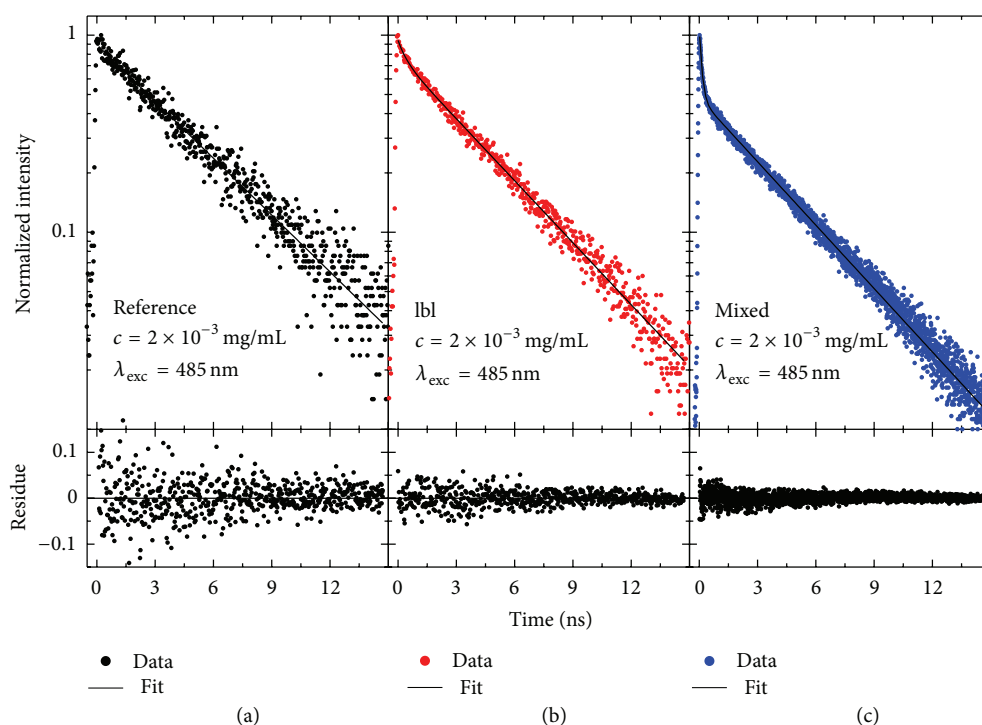 1
0.1
Normalized intensity
Reference
c = 2 × 10⁻³ mg/mL
λexc = 485 nm
lbl
c = 2 × 10⁻³ mg/mL
λexc = 485 nm
Mixed
c = 2 × 10⁻³ mg/mL
λexc = 485 nm
0.1
0
−0.1
Residue
0 3 6 9 12 0 3 6 9 12 0 3 6 9 12
Time (ns)
Data Data Data
Fit Fit Fit
(a) (b) (c)